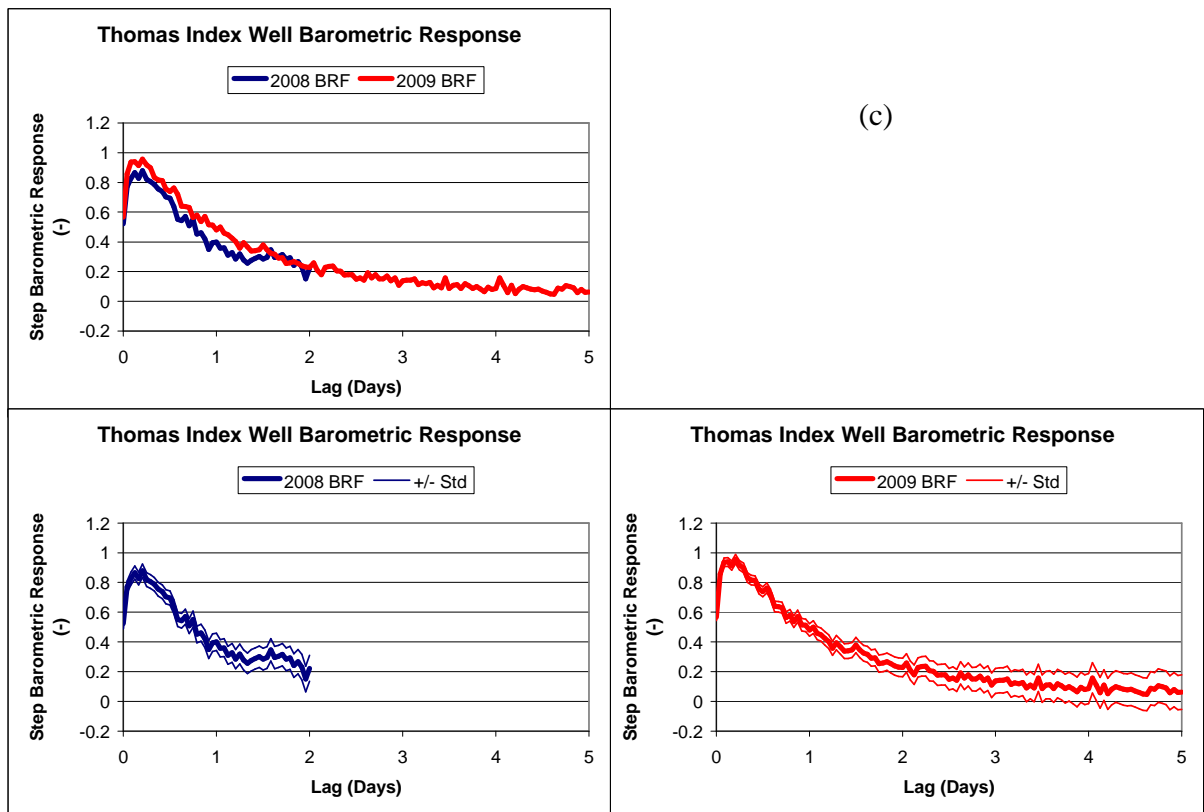 Thomas Index Well Barometric Response
2008 BRF 2009 BRF
1.2
1
0.8
0.6
0.4
0.2
0
-0.2
Step Barometric Response
(-)
0 1 2 3 4 5
Lag (Days)
(c)
Thomas Index Well Barometric Response
2008 BRF +/- Std
1.2
1
0.8
0.6
0.4
0.2
0
-0.2
Step Barometric Response
(-)
0 1 2 3 4 5
Lag (Days)
Thomas Index Well Barometric Response
2009 BRF +/- Std
1.2
1
0.8
0.6
0.4
0.2
0
-0.2
Step Barometric Response
(-)
0 1 2 3 4 5
Lag (Days)